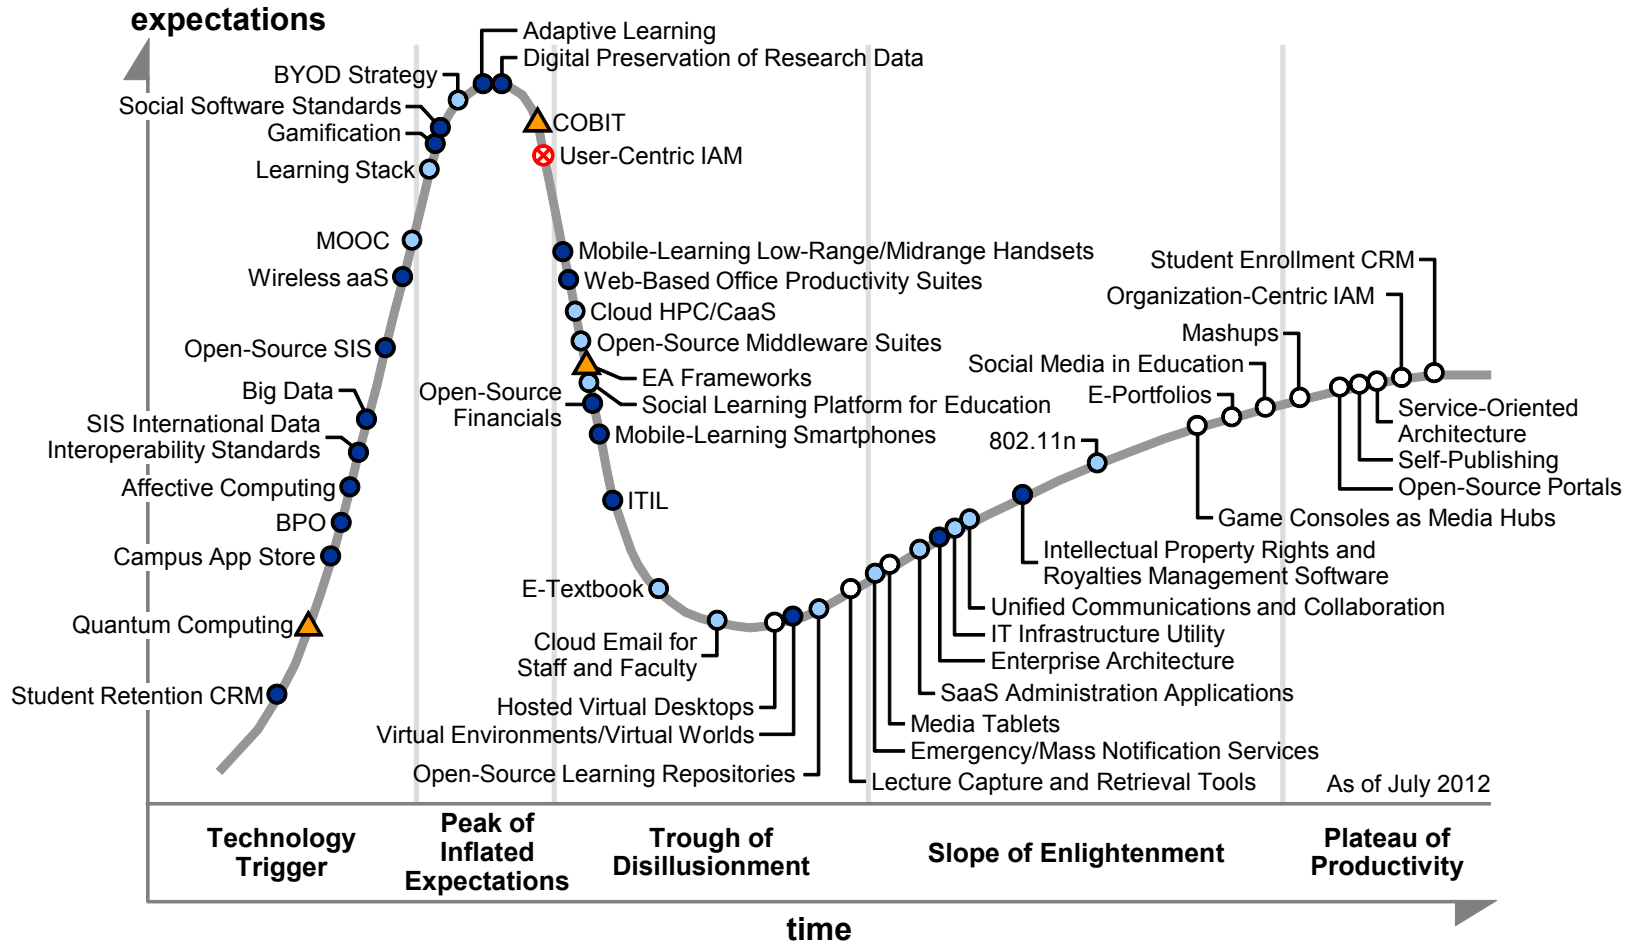 expectations
Adaptive Learning
Digital Preservation of Research Data
BYOD Strategy
Social Software Standards
Gamification
Learning Stack
COBIT
User-Centric IAM
MOOC
Wireless aaS
Open-Source SIS
Big Data
SIS International Data
Interoperability Standards
Affective Computing
BPO
Campus App Store
Quantum Computing
Student Retention CRM
Mobile-Learning Low-Range/Midrange Handsets
Web-Based Office Productivity Suites
Cloud HPC/CaaS
Open-Source Middleware Suites
EA Frameworks
Social Learning Platform for Education
Open-Source
Financials
Mobile-Learning Smartphones
ITIL
E-Textbook
Cloud Email for
Staff and Faculty
Hosted Virtual Desktops
Virtual Environments/Virtual Worlds
Open-Source Learning Repositories
Lecture Capture and Retrieval Tools
Emergency/Mass Notification Services
Media Tablets
SaaS Administration Applications
Enterprise Architecture
IT Infrastructure Utility
Unified Communications and Collaboration
Intellectual Property Rights and
Royalties Management Software
802.11n
Game Consoles as Media Hubs
E-Portfolios
Social Media in Education
Mashups
Organization-Centric IAM
Student Enrollment CRM
Service-Oriented
Architecture
Self-Publishing
Open-Source Portals
As of July 2012
Technology
Trigger
Peak of
Inflated
Expectations
Trough of
Disillusionment
Slope of Enlightenment
Plateau of
Productivity
time